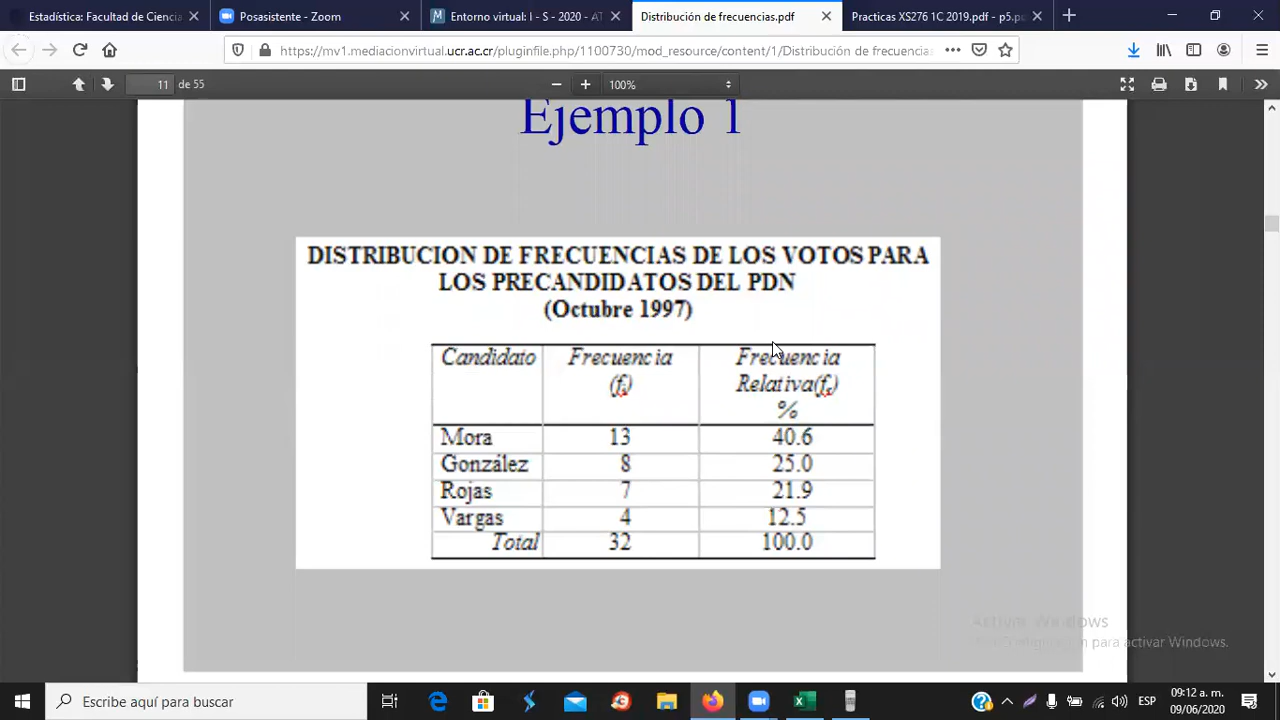 Estadística: Facultad de Ciencia
Posasistente - Zoom
Entorno virtual: I - S - 2020 - AT
Distribución de frecuencias.pdf
Practicas XS276 1C 2019.pdf - p5.pa
https://mv1.mediacionvirtual.ucr.ac.cr/pluginfile.php/1100730/mod_resource/content/1/Distribución de frecuencias
11 de 55
100%
Ejemplo 1
DISTRIBUCION DE FRECUENCIAS DE LOS VOTOS PARA
LOS PRECANDIDATOS DEL PDN
(Octubre 1997)
Candidato Frecuencia Frecuencia
(fi) Relativa(fr)
%
Mora 13 40.6
González 8 25.0
Rojas 7 21.9
Vargas 4 12.5
Total 32 100.0
Activar Windows
para activar Windows.
Escribe aquí para buscar
ESP
09:12 a. m.
09/06/2020